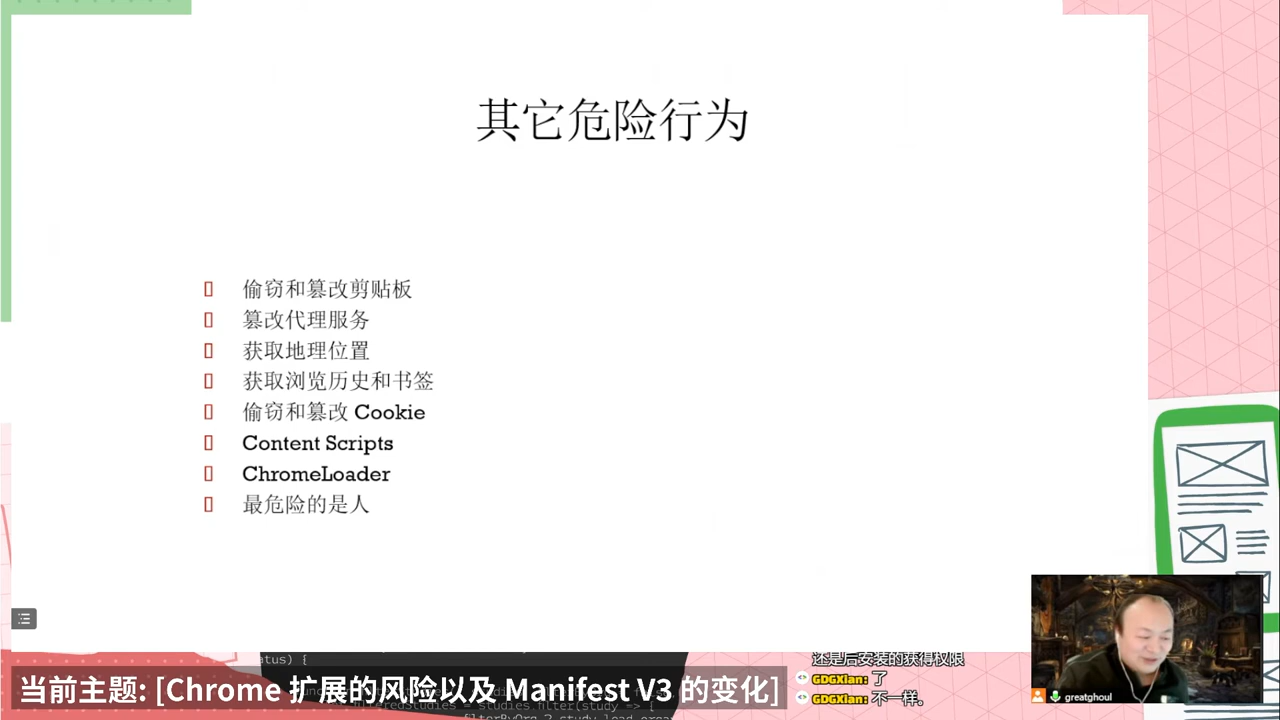 其它危险行为
偷窃和篡改剪贴板
篡改代理服务
获取地理位置
获取浏览历史和书签
偷窃和篡改 Cookie
Content Scripts
ChromeLoader
最危险的是人
atus) {
当前主题: [Chrome 扩展的风险以及 Manifest V3 的变化]
还是后安装的获得权限
GDGXian: 了
GDGXian: 不一样。
greatghoul